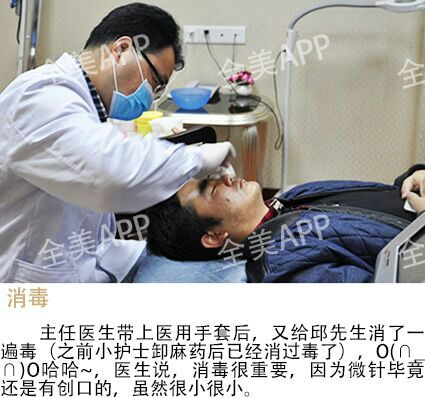 全美APP
全美APP
全美APP
全美APP
全美APP
全美APP
消毒
主任医生带上医用手套后，又给邱先生消了一
遍毒（之前小护士卸麻药后已经消过毒了），O(∩_
∩)O哈哈~，医生说，消毒很重要，因为微针毕竟
还是有创口的，虽然很小很小。